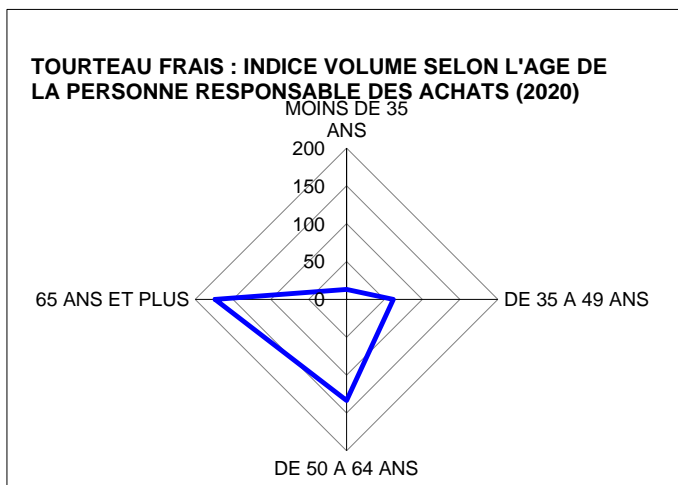 TOURTEAU FRAIS : INDICE VOLUME SELON L'AGE DE
LA PERSONNE RESPONSABLE DES ACHATS (2020)
MOINS DE 35
ANS
200
150
100
50
0
65 ANS ET PLUS
DE 35 A 49 ANS
DE 50 A 64 ANS